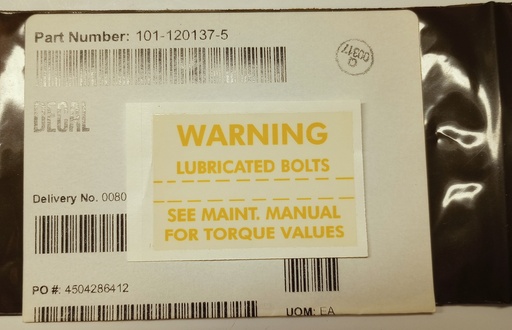 Part Number: 101-120137-5
Q
00317
DECAL
WARNING
LUBRICATED BOLTS
SEE MAINT. MANUAL
FOR TORQUE VALUES
Delivery No. 0080
PO #: 4504286412
UOM: EA